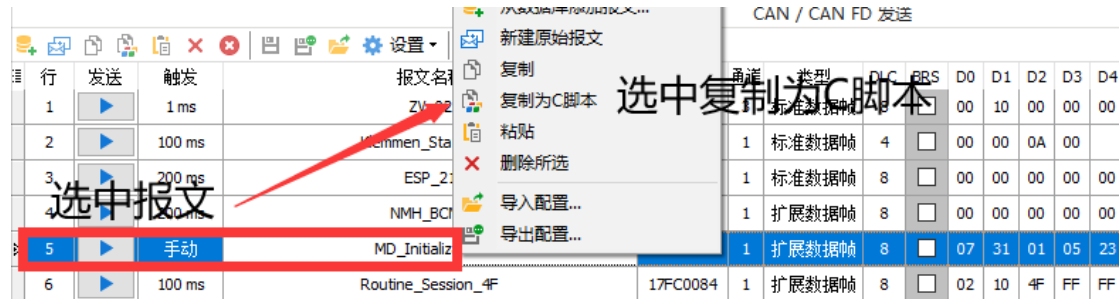 从数据库添加报文...
CAN / CAN FD 发送
设置
新建原始报文
复制
复制为C脚本
粘贴
删除所选
导入配置...
导出配置...
选中复制为C脚本
选中报文
行 发送 触发 报文名称 通道 类型 DLC BRS D0 D1 D2 D3 D4
1 1 ms 标准数据帧 00 10 00 00 00
2 100 ms Klemmen_Sta 1 标准数据帧 4 00 00 0A 00
3 200 ms ESP_21 1 标准数据帧 8 00 00 00 00 00
4 200 ms NMH_BCM 1 扩展数据帧 8 00 00 00 00 00
5 手动 MD_Initializ 1 扩展数据帧 8 07 31 01 05 23
6 100 ms Routine_Session_4F 17FC0084 1 扩展数据帧 8 02 10 4F FF FF